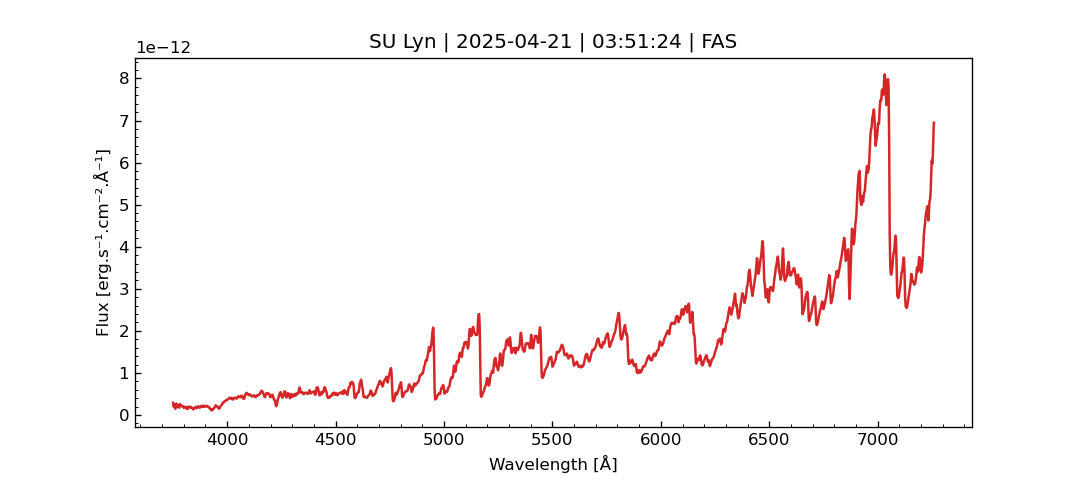 SU Lyn | 2025-04-21 | 03:51:24 | FAS
1e−12
8
7
6
5
4
3
2
1
0
Flux [erg.s⁻¹.cm⁻².Å⁻¹]
4000 4500 5000 5500 6000 6500 7000
Wavelength [Å]